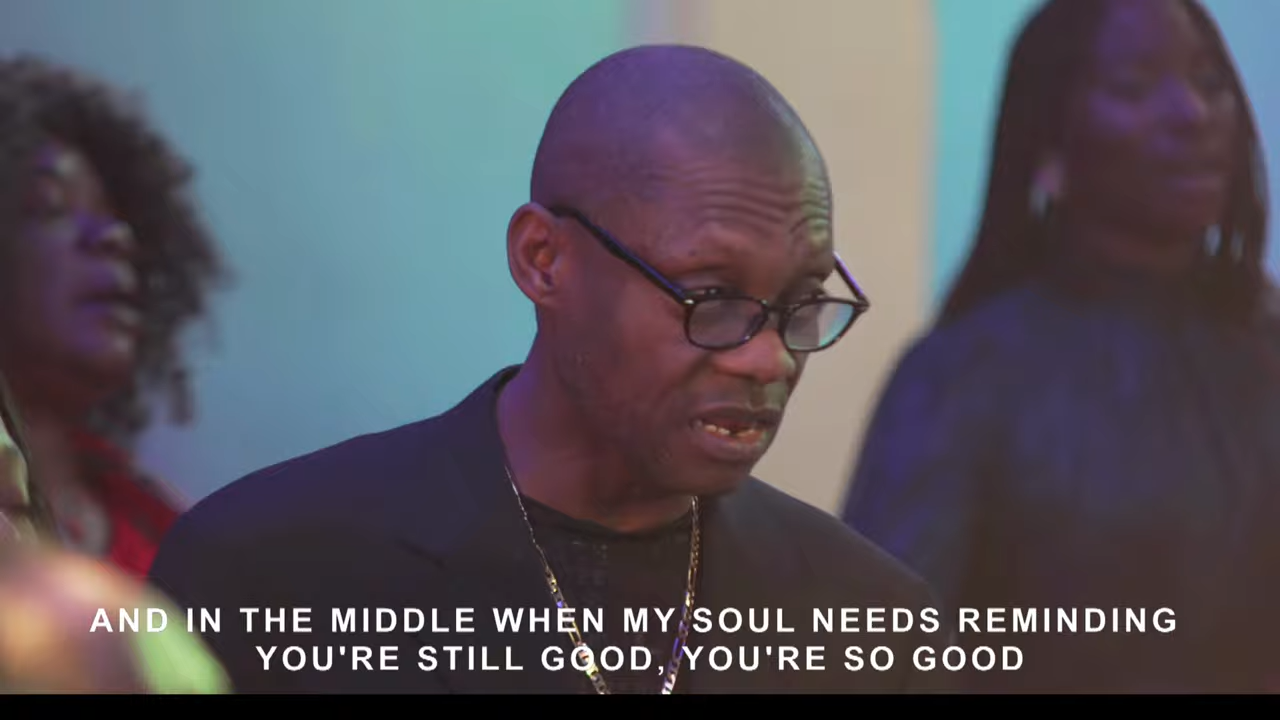 AND IN THE MIDDLE WHEN MY SOUL NEEDS REMINDING
YOU'RE STILL GOOD, YOU'RE SO GOOD